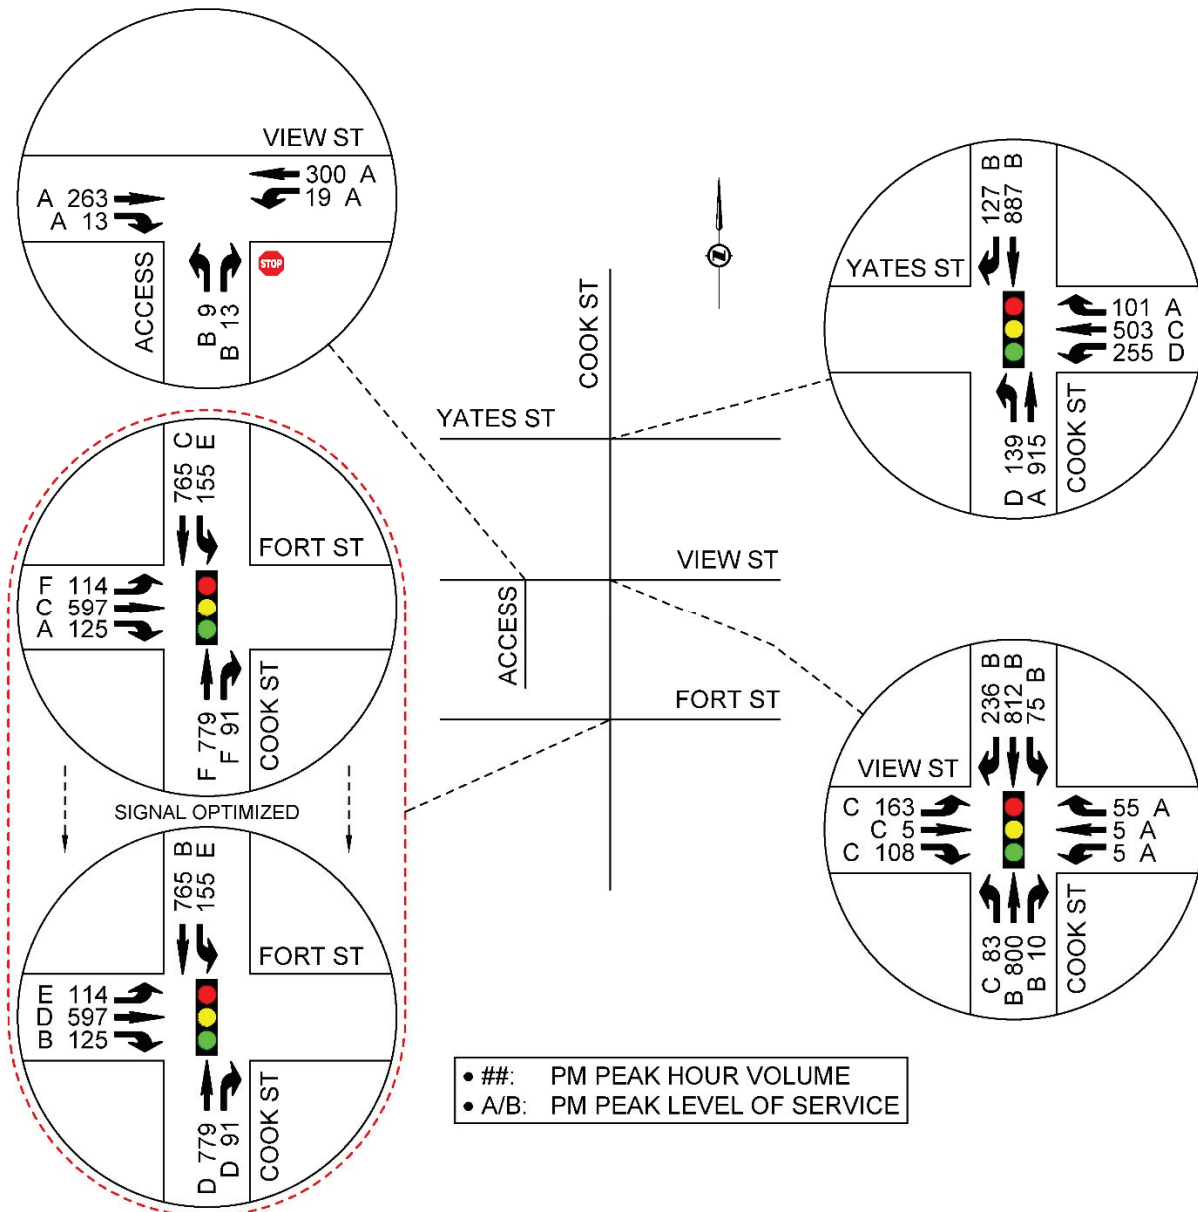 VIEW ST
A 263
A 13
300 A
19 A
STOP
ACCESS
B 9
B 13
127 B
887 B
YATES ST
101 A
503 C
255 D
D 139
A 915
COOK ST
COOK ST
YATES ST
VIEW ST
ACCESS
FORT ST
765 C
155 E
FORT ST
F 114
C 597
A 125
F 779
F 91
COOK ST
SIGNAL OPTIMIZED
765 B
155 E
FORT ST
E 114
D 597
B 125
D 779
D 91
COOK ST
236 B
812 B
75 B
VIEW ST
C 163
C 5
C 108
55 A
5 A
5 A
C 83
B 800
B 10
COOK ST
• ##: PM PEAK HOUR VOLUME
• A/B: PM PEAK LEVEL OF SERVICE